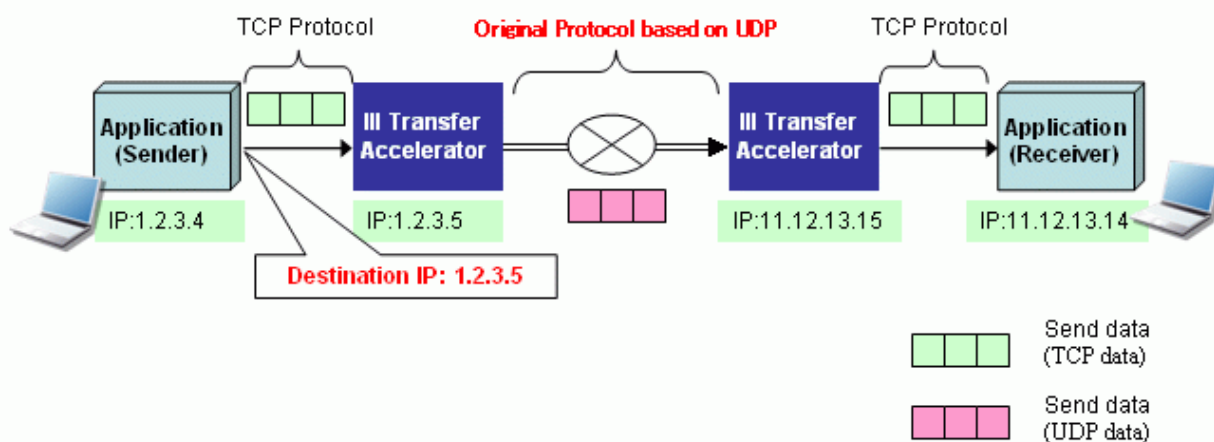 TCP Protocol
Original Protocol based on UDP
TCP Protocol
Application
(Sender)
III Transfer
Accelerator
III Transfer
Accelerator
Application
(Receiver)
IP:1.2.3.4
IP:1.2.3.5
IP:11.12.13.15
IP:11.12.13.14
Destination IP: 1.2.3.5
Send data
(TCP data)
Send data
(UDP data)